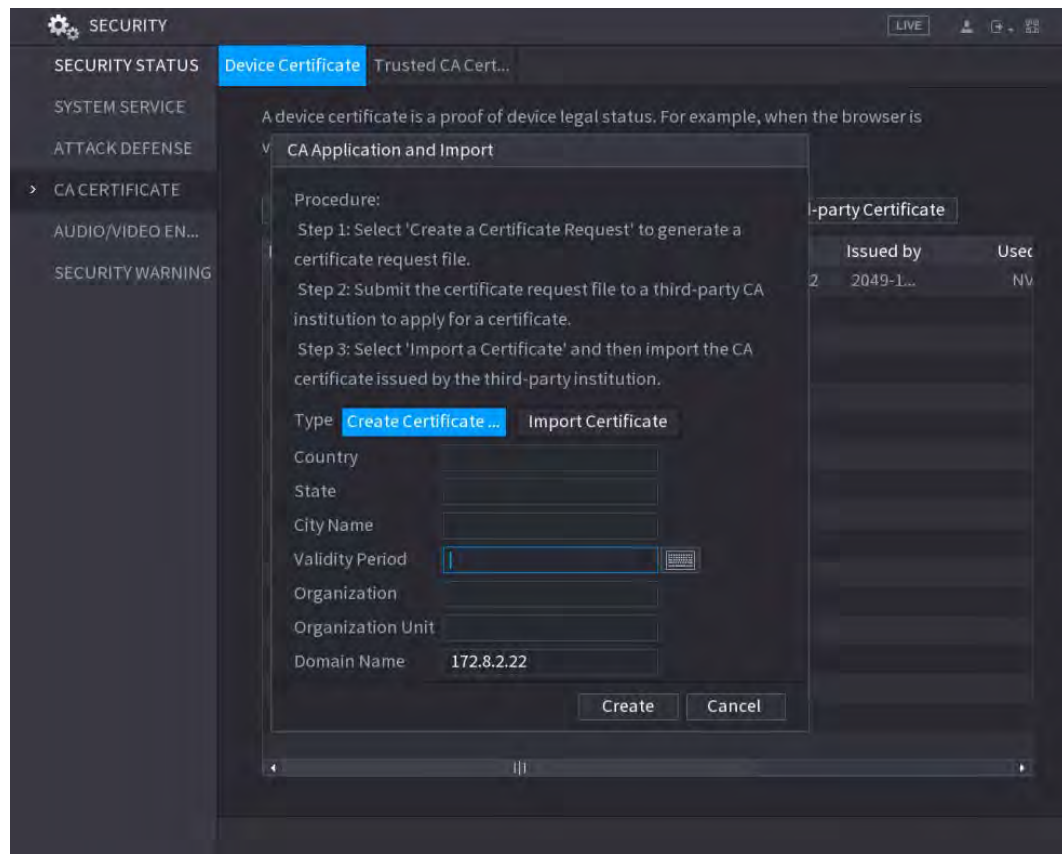 SECURITY
LIVE
SECURITY STATUS
Device Certificate
Trusted CA Cert...
SYSTEM SERVICE
A device certificate is a proof of device legal status. For example, when the browser is
ATTACK DEFENSE
CA Application and Import
CA CERTIFICATE
Procedure:
-party Certificate
AUDIO/VIDEO EN...
Step 1: Select 'Create a Certificate Request' to generate a
certificate request file.
Issued by
Used
SECURITY WARNING
Step 2: Submit the certificate request file to a third-party CA
2 2049-1... NV
institution to apply for a certificate.
Step 3: Select 'Import a Certificate' and then import the CA
certificate issued by the third-party institution.
Type Create Certificate ... Import Certificate
Country
State
City Name
Validity Period
Organization
Organization Unit
Domain Name 172.8.2.22
Create Cancel